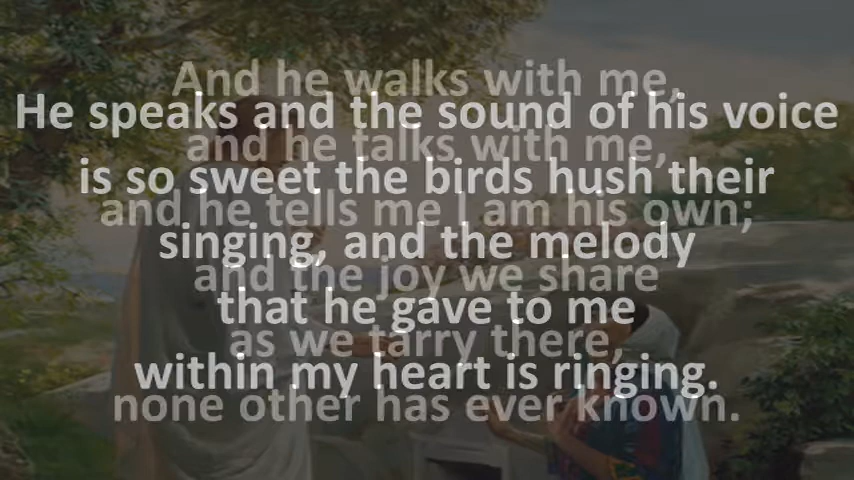 And he walks with me,
He speaks and the sound of his voice
and he talks with me,
is so sweet the birds hush their
and he tells me I am his own;
singing, and the melody
and the joy we share
that he gave to me
as we tarry there,
within my heart is ringing.
none other has ever known.